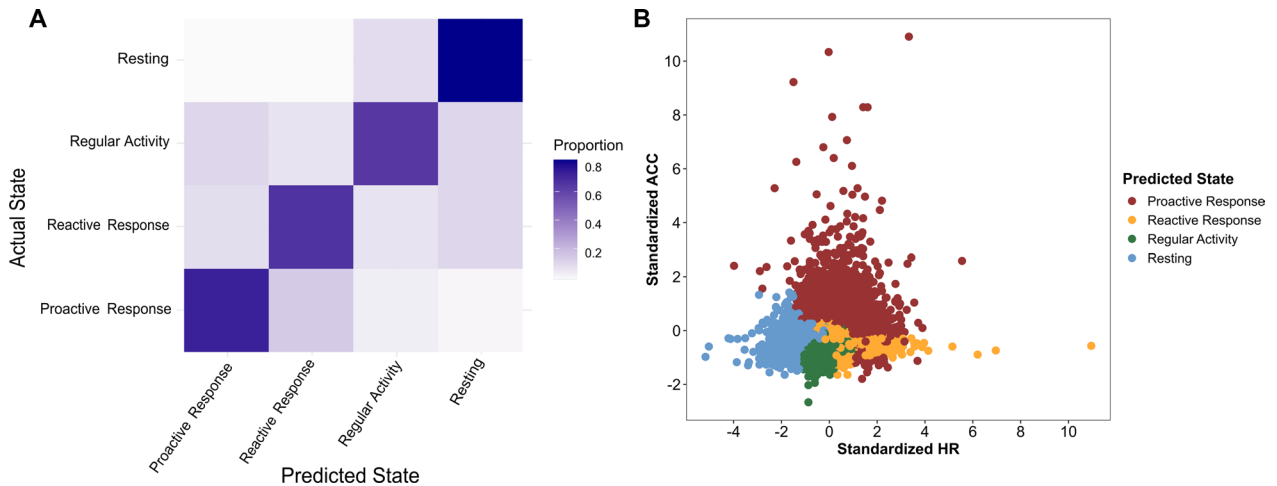 A
Actual State
Resting
Regular Activity
Reactive Response
Proactive Response
Proactive Response
Reactive Response
Regular Activity
Resting
Predicted State
Proportion
0.8
0.6
0.4
0.2
B
Standardized ACC
10
8
6
4
2
0
-2
-4
-2
0
2
4
6
8
10
Standardized HR
Predicted State
Proactive Response
Reactive Response
Regular Activity
Resting